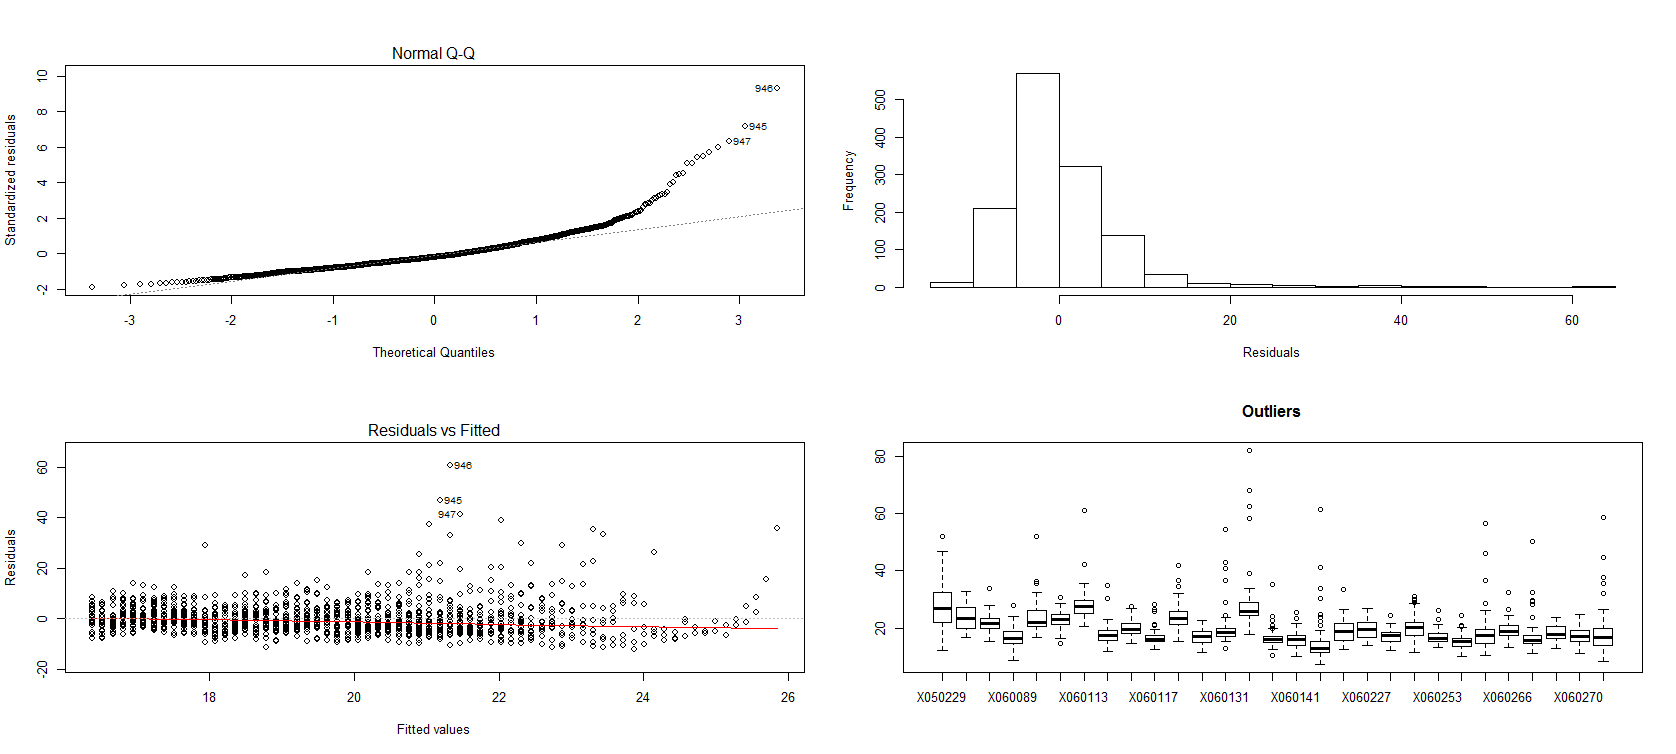 Normal Q-Q
Standardized residuals
10
8
6
4
2
0
-2
946
945
947
-3 -2 -1 0 1 2 3
Theoretical Quantiles
Frequency
500
400
300
200
100
0
0 20 40 60
Residuals
Residuals vs Fitted
Residuals
60
40
20
0
-20
946
945
947
18 20 22 24 26
Fitted values
Outliers
80
60
40
20
X050229 X060089 X060113 X060117 X060131 X060141 X060227 X060253 X060266 X060270